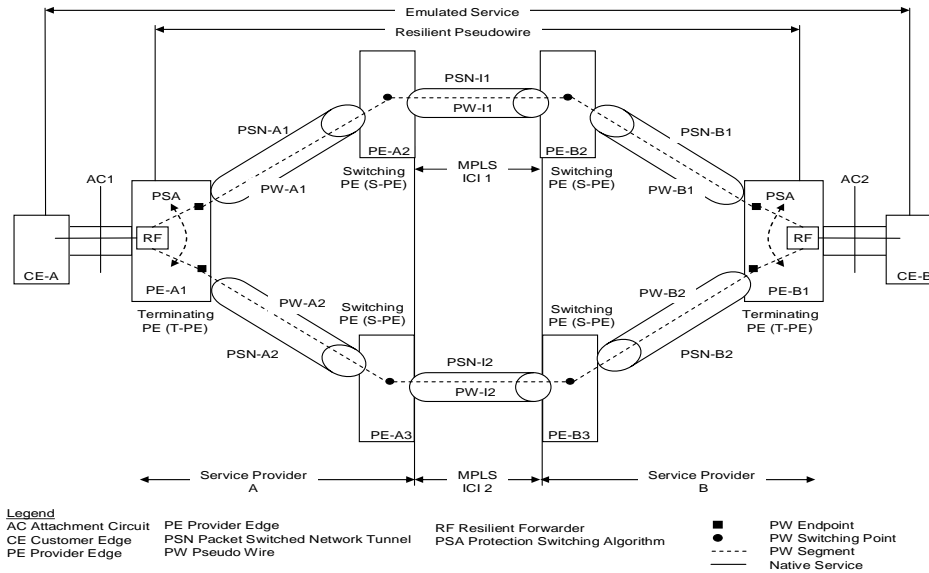 Emulated Service
Resilient Pseudowire
PSN-I1
PW-I1
PSN-A1
PSN-B1
PE-A2
PE-B2
Switching
PE (S-PE)
MPLS
ICI 1
Switching
PE (S-PE)
PW-A1
PW-B1
AC1
AC2
PSA
PSA
RF
RF
CE-A
CE-B
PE-A1
PE-B1
Terminating
PE (T-PE)
Terminating
PE (T-PE)
PW-A2
PW-B2
Switching
PE (S-PE)
Switching
PE (S-PE)
PSN-A2
PSN-B2
PSN-I2
PW-I2
PE-A3
PE-B3
Service Provider
A
MPLS
ICI 2
Service Provider
B
Legend
AC Attachment Circuit
CE Customer Edge
PE Provider Edge
PE Provider Edge
PSN Packet Switched Network Tunnel
PW Pseudo Wire
RF Resilient Forwarder
PSA Protection Switching Algorithm
PW Endpoint
PW Switching Point
PW Segment
Native Service